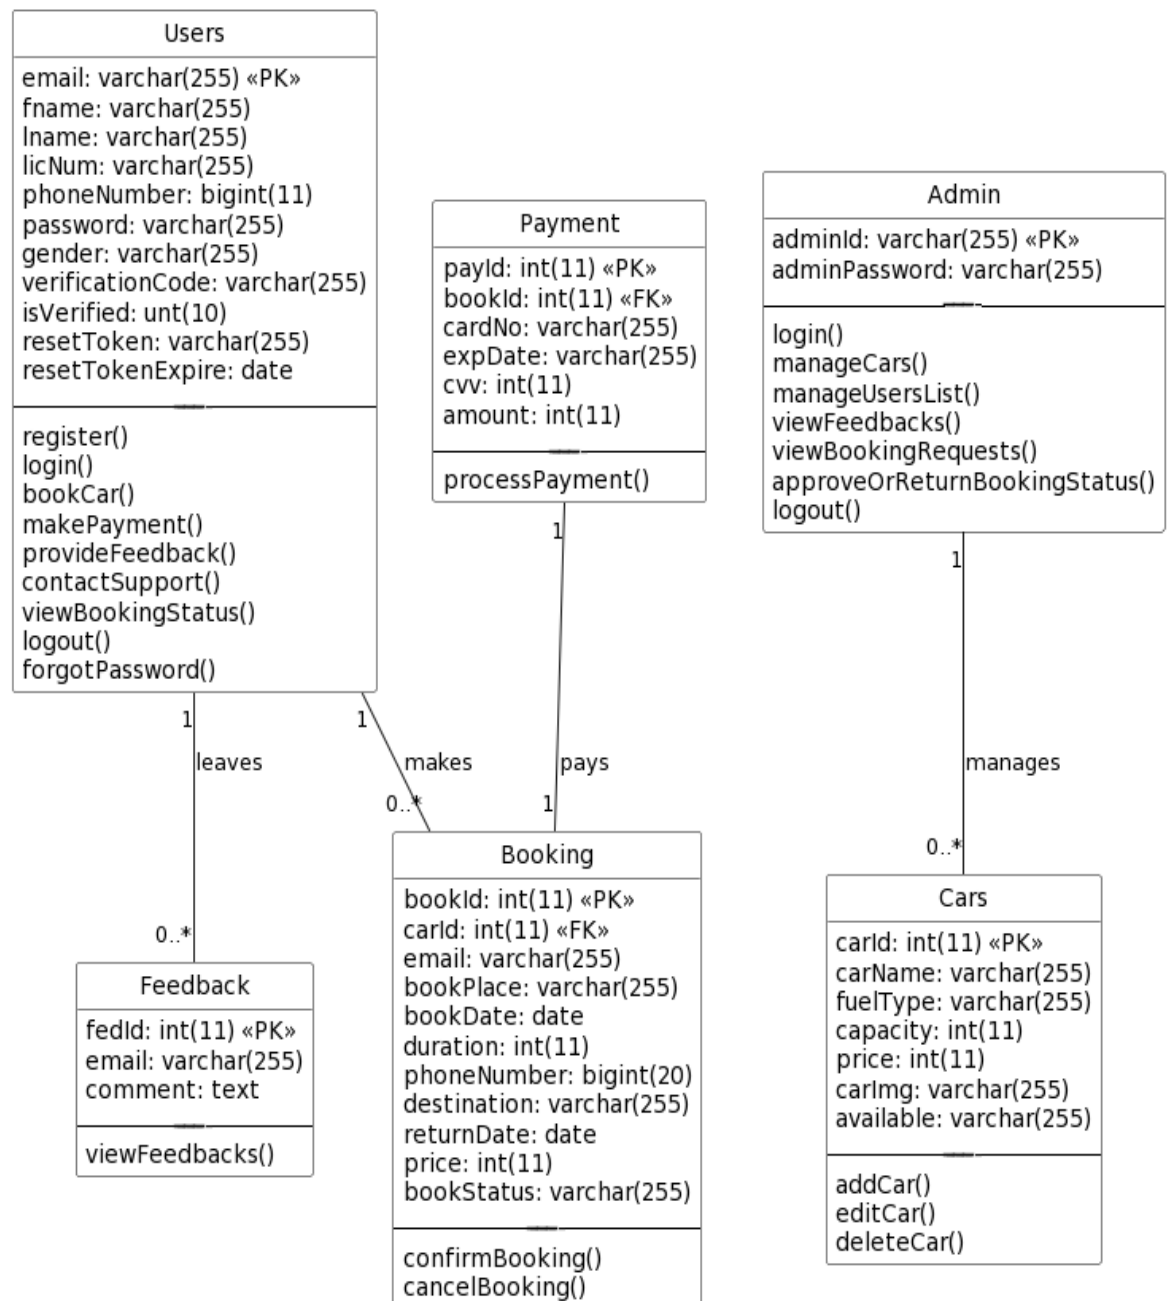 Users
email: varchar(255) «PK»
fname: varchar(255)
lname: varchar(255)
licNum: varchar(255)
phoneNumber: bigint(11)
password: varchar(255)
gender: varchar(255)
verificationCode: varchar(255)
isVerified: unt(10)
resetToken: varchar(255)
resetTokenExpire: date
register()
login()
bookCar()
makePayment()
provideFeedback()
contactSupport()
viewBookingStatus()
logout()
forgotPassword()
Payment
payId: int(11) «PK»
bookId: int(11) «FK»
cardNo: varchar(255)
expDate: varchar(255)
cvv: int(11)
amount: int(11)
processPayment()
Admin
adminId: varchar(255) «PK»
adminPassword: varchar(255)
login()
manageCars()
manageUsersList()
viewFeedbacks()
viewBookingRequests()
approveOrReturnBookingStatus()
logout()
1
leaves
0..*
1
makes
0..*
1
pays
1
1
manages
0..*
Feedback
fedId: int(11) «PK»
email: varchar(255)
comment: text
viewFeedbacks()
Booking
bookId: int(11) «PK»
carId: int(11) «FK»
email: varchar(255)
bookPlace: varchar(255)
bookDate: date
duration: int(11)
phoneNumber: bigint(20)
destination: varchar(255)
returnDate: date
price: int(11)
bookStatus: varchar(255)
confirmBooking()
cancelBooking()
Cars
carId: int(11) «PK»
carName: varchar(255)
fuelType: varchar(255)
capacity: int(11)
price: int(11)
carImg: varchar(255)
available: varchar(255)
addCar()
editCar()
deleteCar()